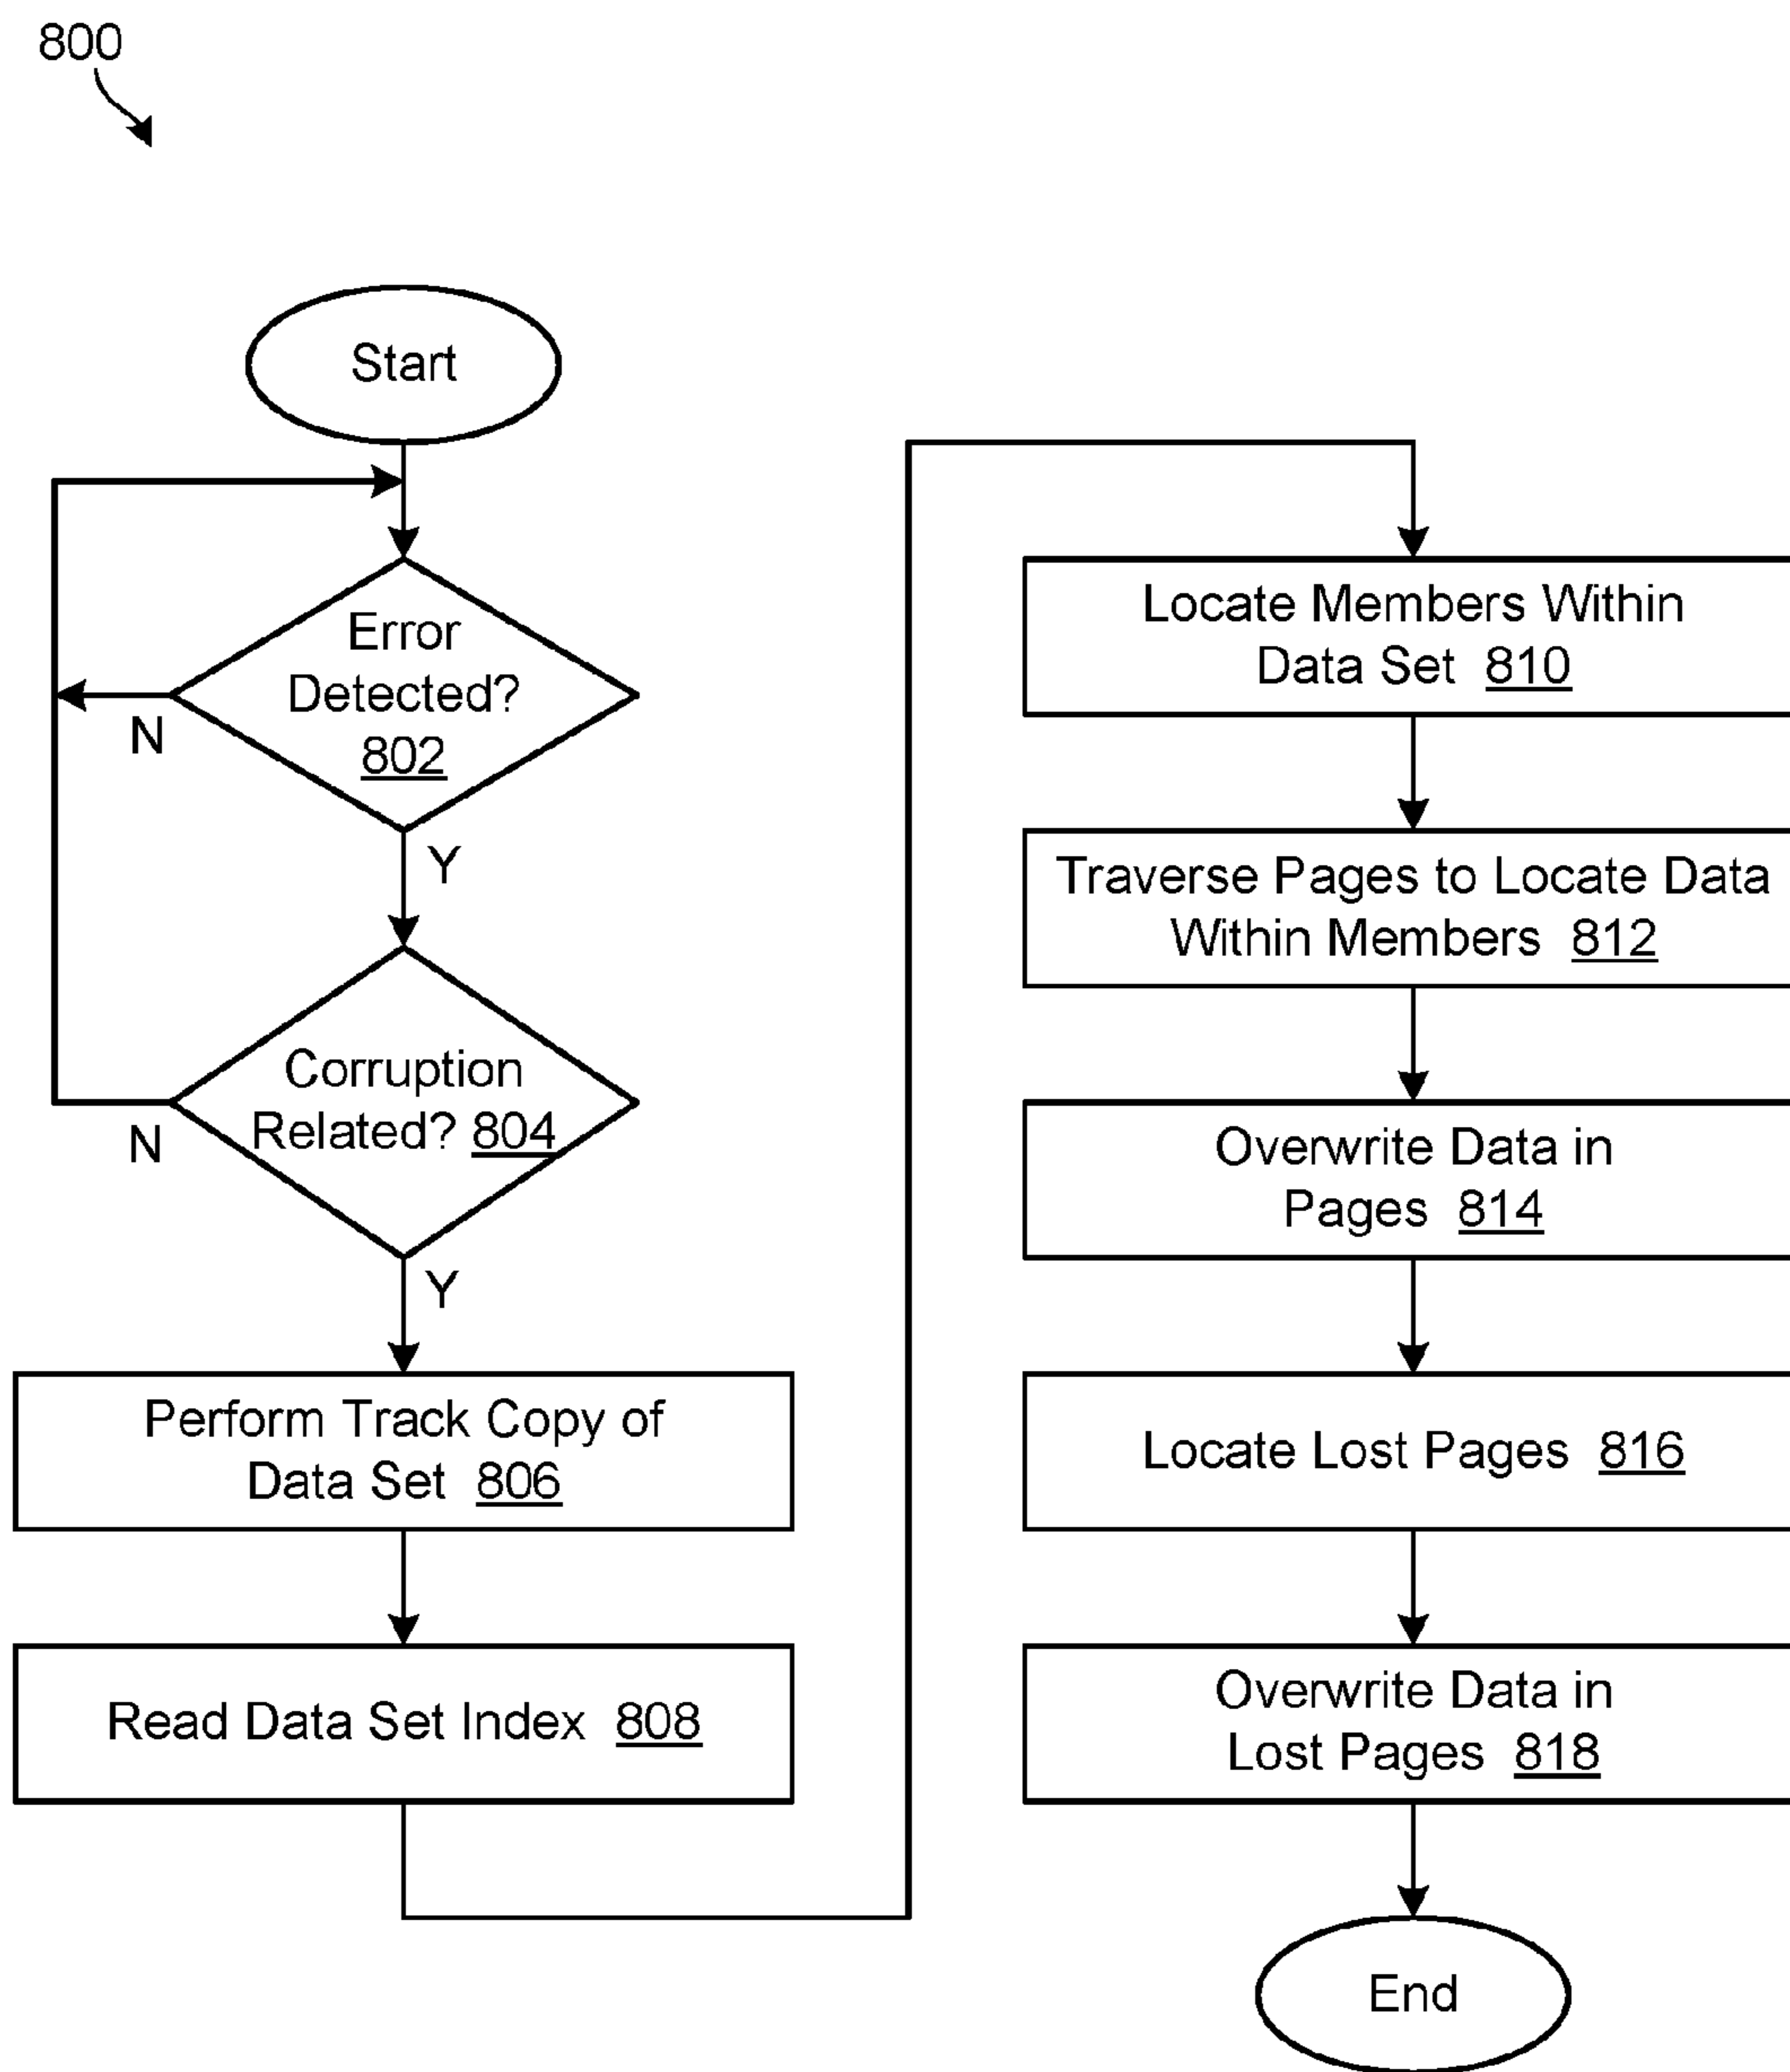 800
Start
Error
Detected?
802
N
Y
Corruption
Related? 804
N
Y
Perform Track Copy of
Data Set 806
Read Data Set Index 808
Locate Members Within
Data Set 810
Traverse Pages to Locate Data
Within Members 812
Overwrite Data in
Pages 814
Locate Lost Pages 816
Overwrite Data in
Lost Pages 818
End